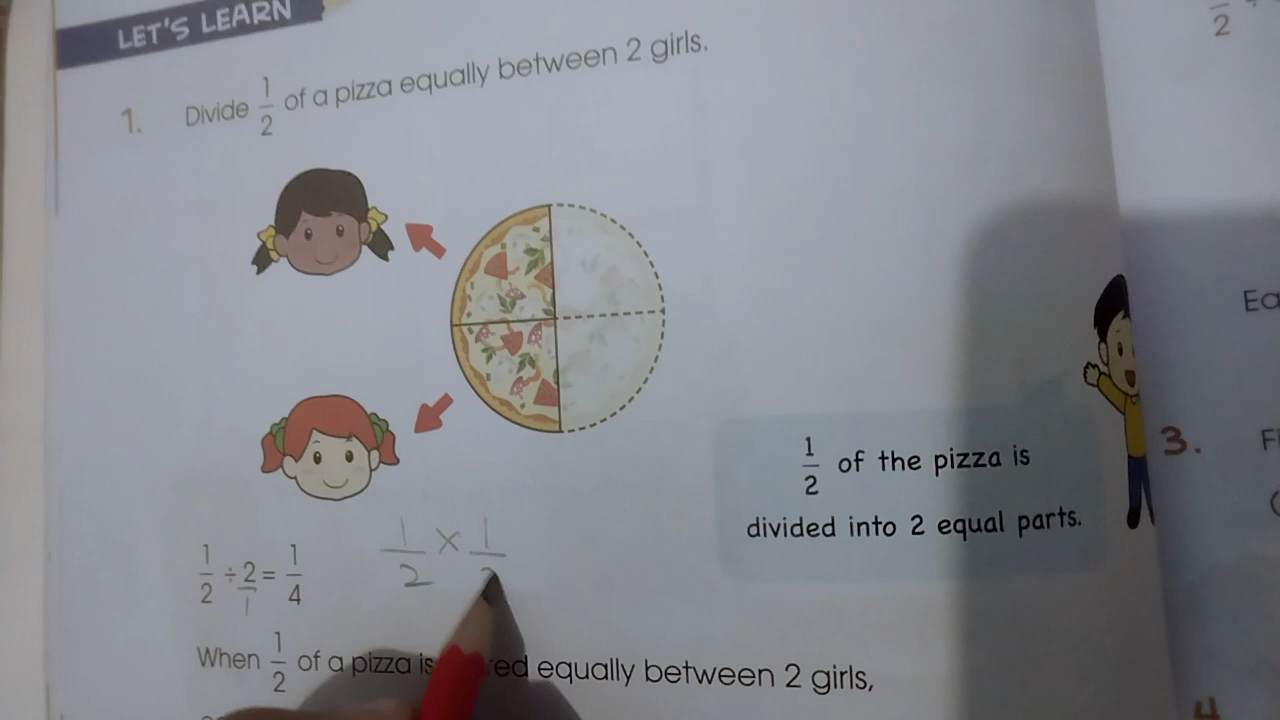 LET'S LEARN
1. Divide 1/2 of a pizza equally between 2 girls.
1/2 of the pizza is
divided into 2 equal parts.
1/2 ÷ 2/1 = 1/4
1/2 × 1/
When 1/2 of a pizza is equally between 2 girls,
2
3.
4